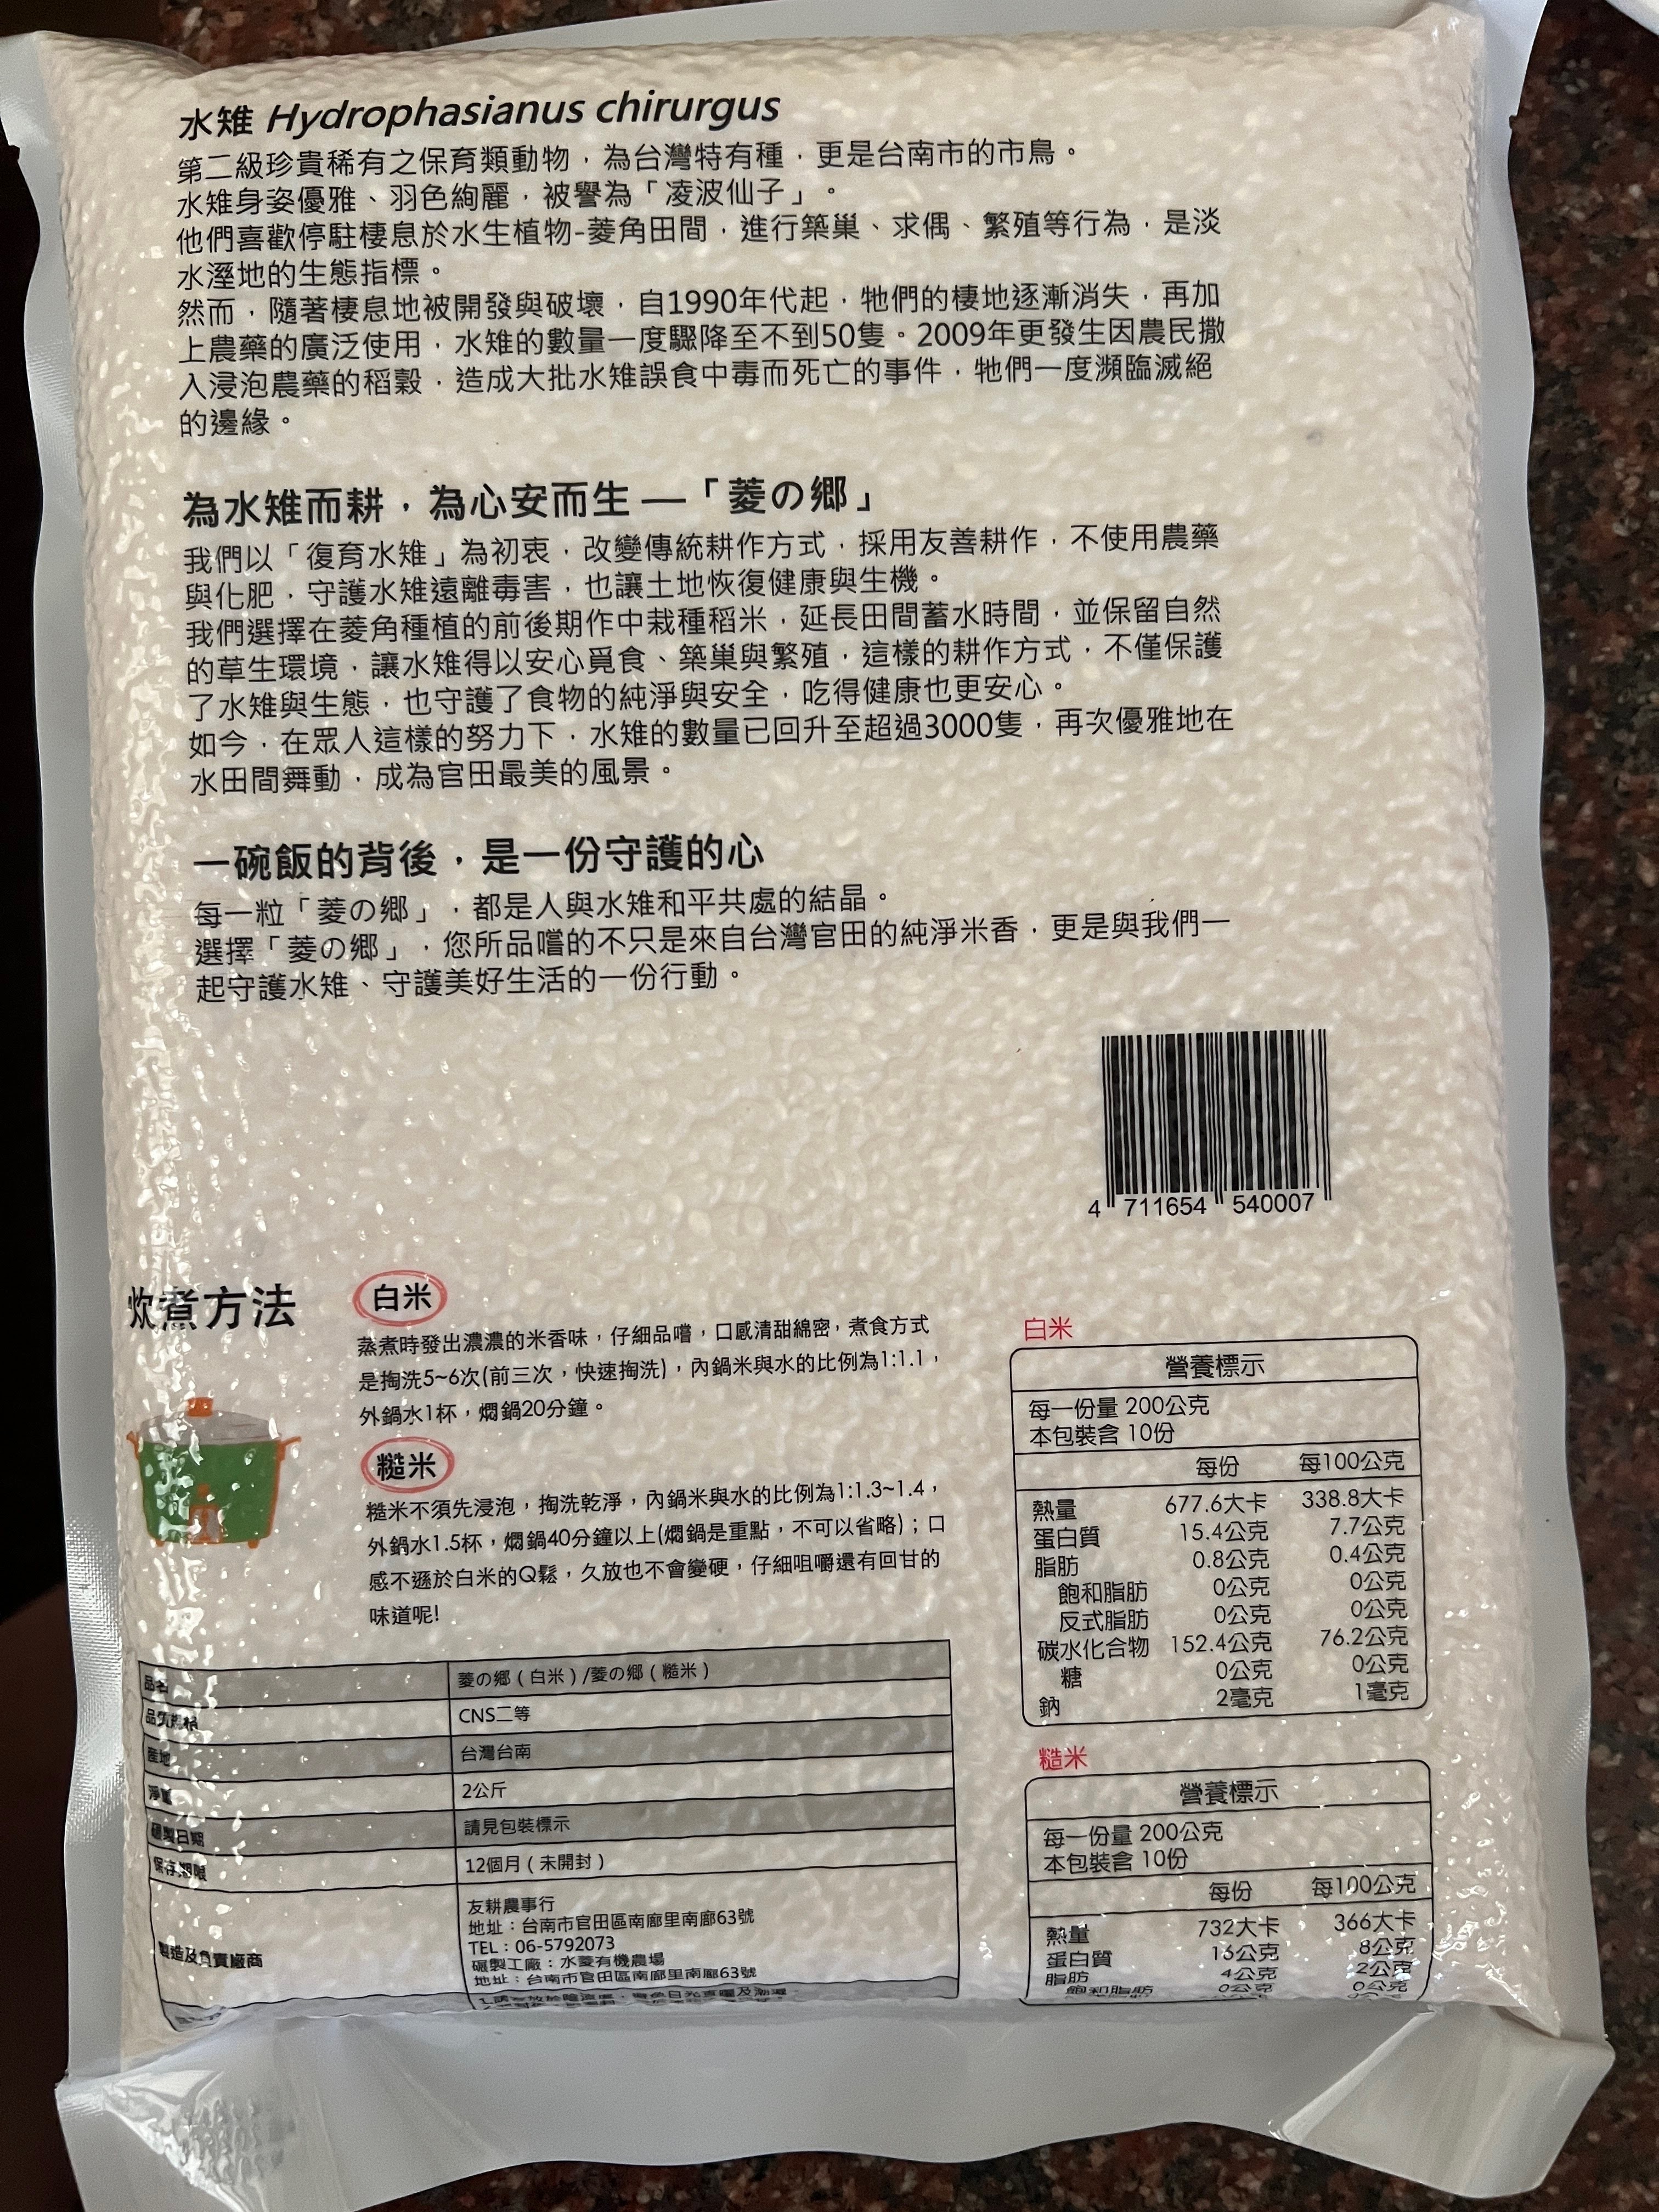 水雉 Hydrophasianus chirurgus
第二級珍貴稀有之保育類動物，為台灣特有種，更是台南市的市鳥。
水雉身姿優雅、羽色絢麗，被譽為「凌波仙子」。
他們喜歡停駐棲息於水生植物-菱角田間，進行築巢、求偶、繁殖等行為，是淡
水溼地的生態指標。
然而，隨著棲息地被開發與破壞，自1990年代起，牠們的棲地逐漸消失，再加
上農藥的廣泛使用，水雉的數量一度驟降至不到50隻。2009年更發生因農民撒
入浸泡農藥的稻穀，造成大批水雉誤食中毒而死亡的事件，牠們一度瀕臨滅絕
的邊緣。
為水雉而耕，為心安而生 —「菱の鄉」
我們以「復育水雉」為初衷，改變傳統耕作方式，採用友善耕作，不使用農藥
與化肥，守護水雉遠離毒害，也讓土地恢復健康與生機。
我們選擇在菱角種植的前後期作中栽種稻米，延長田間蓄水時間，並保留自然
的草生環境，讓水雉得以安心覓食、築巢與繁殖，這樣的耕作方式，不僅保護
了水雉與生態，也守護了食物的純淨與安全，吃得健康也更安心。
如今，在眾人這樣的努力下，水雉的數量已回升至超過3000隻，再次優雅地在
水田間舞動，成為官田最美的風景。
一碗飯的背後，是一份守護的心
每一粒「菱の鄉」，都是人與水雉和平共處的結晶。
選擇「菱の鄉」，您所品嚐的不只是來自台灣官田的純淨米香，更是與我們一
起守護水雉、守護美好生活的一份行動。
4 711654 540007
炊煮方法
白米
蒸煮時發出濃濃的米香味，仔細品嚐，口感清甜綿密，煮食方式
是掏洗5~6次(前三次，快速掏洗)，內鍋米與水的比例為1:1.1，
外鍋水1杯，燜鍋20分鐘。
糙米
糙米不須先浸泡，掏洗乾淨，內鍋米與水的比例為1:1.3~1.4，
外鍋水1.5杯，燜鍋40分鐘以上(燜鍋是重點，不可以省略)；口
感不遜於白米的Q鬆，久放也不會變硬，仔細咀嚼還有回甘的
味道呢!
品名 菱の鄉（白米）/菱の鄉（糙米）
品質規格 CNS二等
產地 台灣台南
淨重 2公斤
碾製日期 請見包裝標示
保存期限 12個月（未開封）
製造及負責廠商
友耕農事行
地址：台南市官田區南廍里南廍63號
TEL：06-5792073
碾製工廠：水菱有機農場
地址：台南市官田區南廍里南廍63號
白米
營養標示
每一份量 200公克
本包裝含 10份
每份 每100公克
熱量 677.6大卡 338.8大卡
蛋白質 15.4公克 7.7公克
脂肪 0.8公克 0.4公克
飽和脂肪 0公克 0公克
反式脂肪 0公克 0公克
碳水化合物 152.4公克 76.2公克
糖 0公克 0公克
鈉 2毫克 1毫克
糙米
營養標示
每一份量 200公克
本包裝含 10份
每份 每100公克
熱量 732大卡 366大卡
蛋白質 16公克 8公克
脂肪 4公克 2公克
飽和脂肪 0公克 0公克